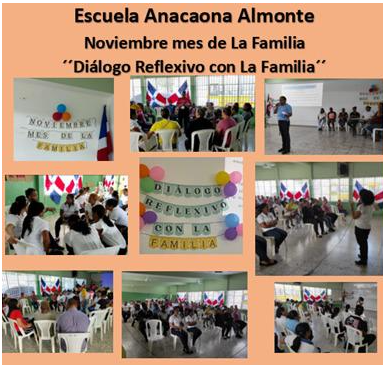 Escuela Anacaona Almonte
Noviembre mes de La Familia
´´Diálogo Reflexivo con La Familia´´
NOVIEMBRE
MES DE LA
FAMILIA
DIÁLOGO
REFLEXIVO
CON LA
FAMILIA